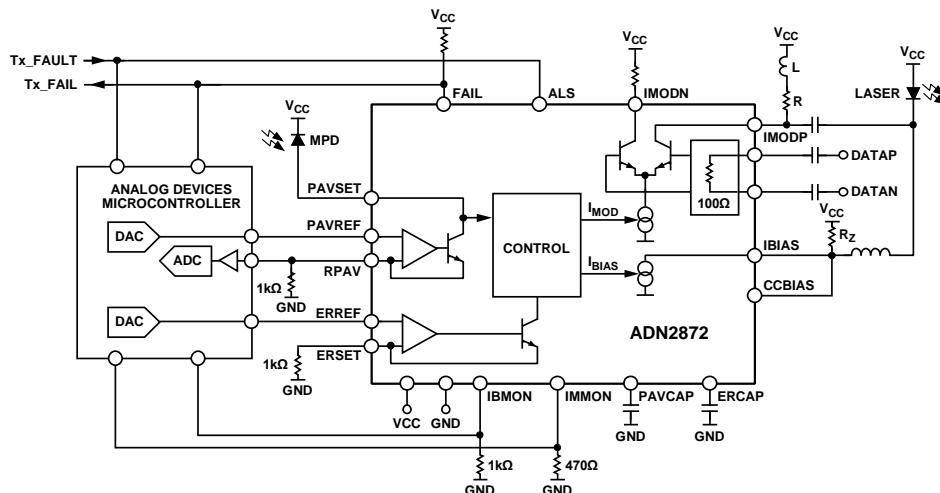 VCC
VCC
VCC
VCC
Tx_FAULT
Tx_FAIL
L
R
LASER
FAIL
ALS
IMODN
IMODP
VCC
MPD
DATAP
DATAN
100Ω
ANALOG DEVICES
MICROCONTROLLER
PAVSET
DAC
PAVREF
IMOD
CONTROL
VCC
RZ
ADC
RPAV
IBIAS
IBIAS
1kΩ
GND
CCBIAS
DAC
ERREF
ADN2872
ERSET
1kΩ
GND
VCC
GND
IBMON
IMMON
PAVCAP
ERCAP
GND
GND
1kΩ
470Ω
GND
GND